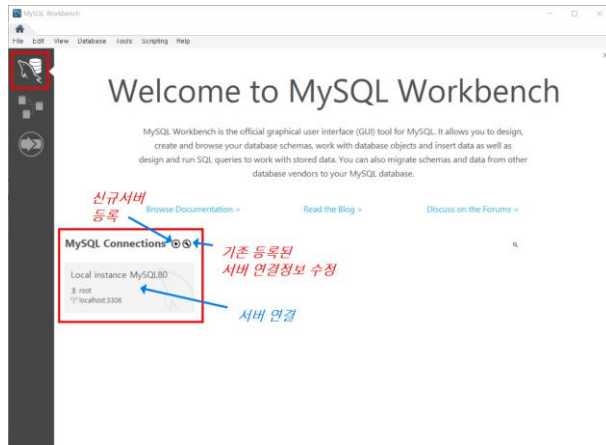 MySQL Workbench
File Edit View Database Tools Scripting Help
Welcome to MySQL Workbench
MySQL Workbench is the official graphical user interface (GUI) tool for MySQL. It allows you to design,
create and browse your database schemas, work with database objects and insert data as well as
design and run SQL queries to work with stored data. You can also migrate schemas and data from other
database vendors to your MySQL database.
신규서버
등록
Browse Documentation >
Read the Blog >
Discuss on the Forums >
MySQL Connections
기존 등록된
서버 연결정보 수정
Local instance MySQL80
root
localhost:3306
서버 연결